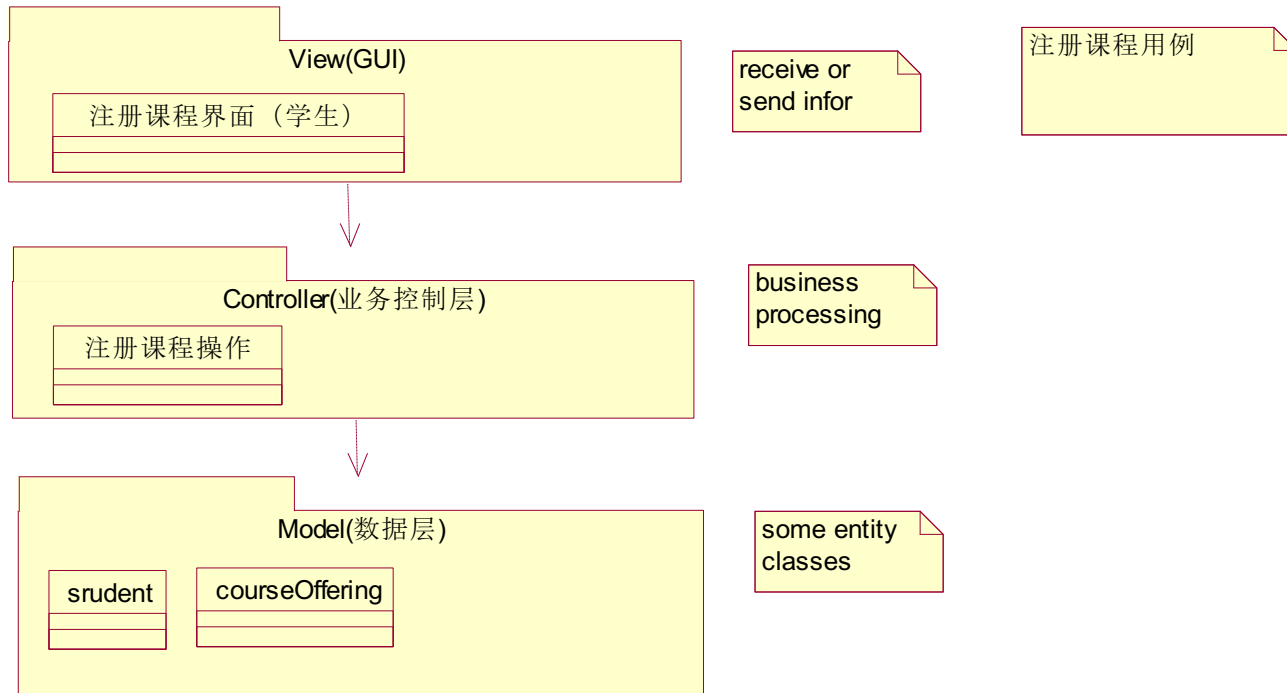 View(GUI)
注册课程界面（学生）
receive or
send infor
注册课程用例
Controller(业务控制层)
注册课程操作
business
processing
Model(数据层)
srudent
courseOffering
some entity
classes